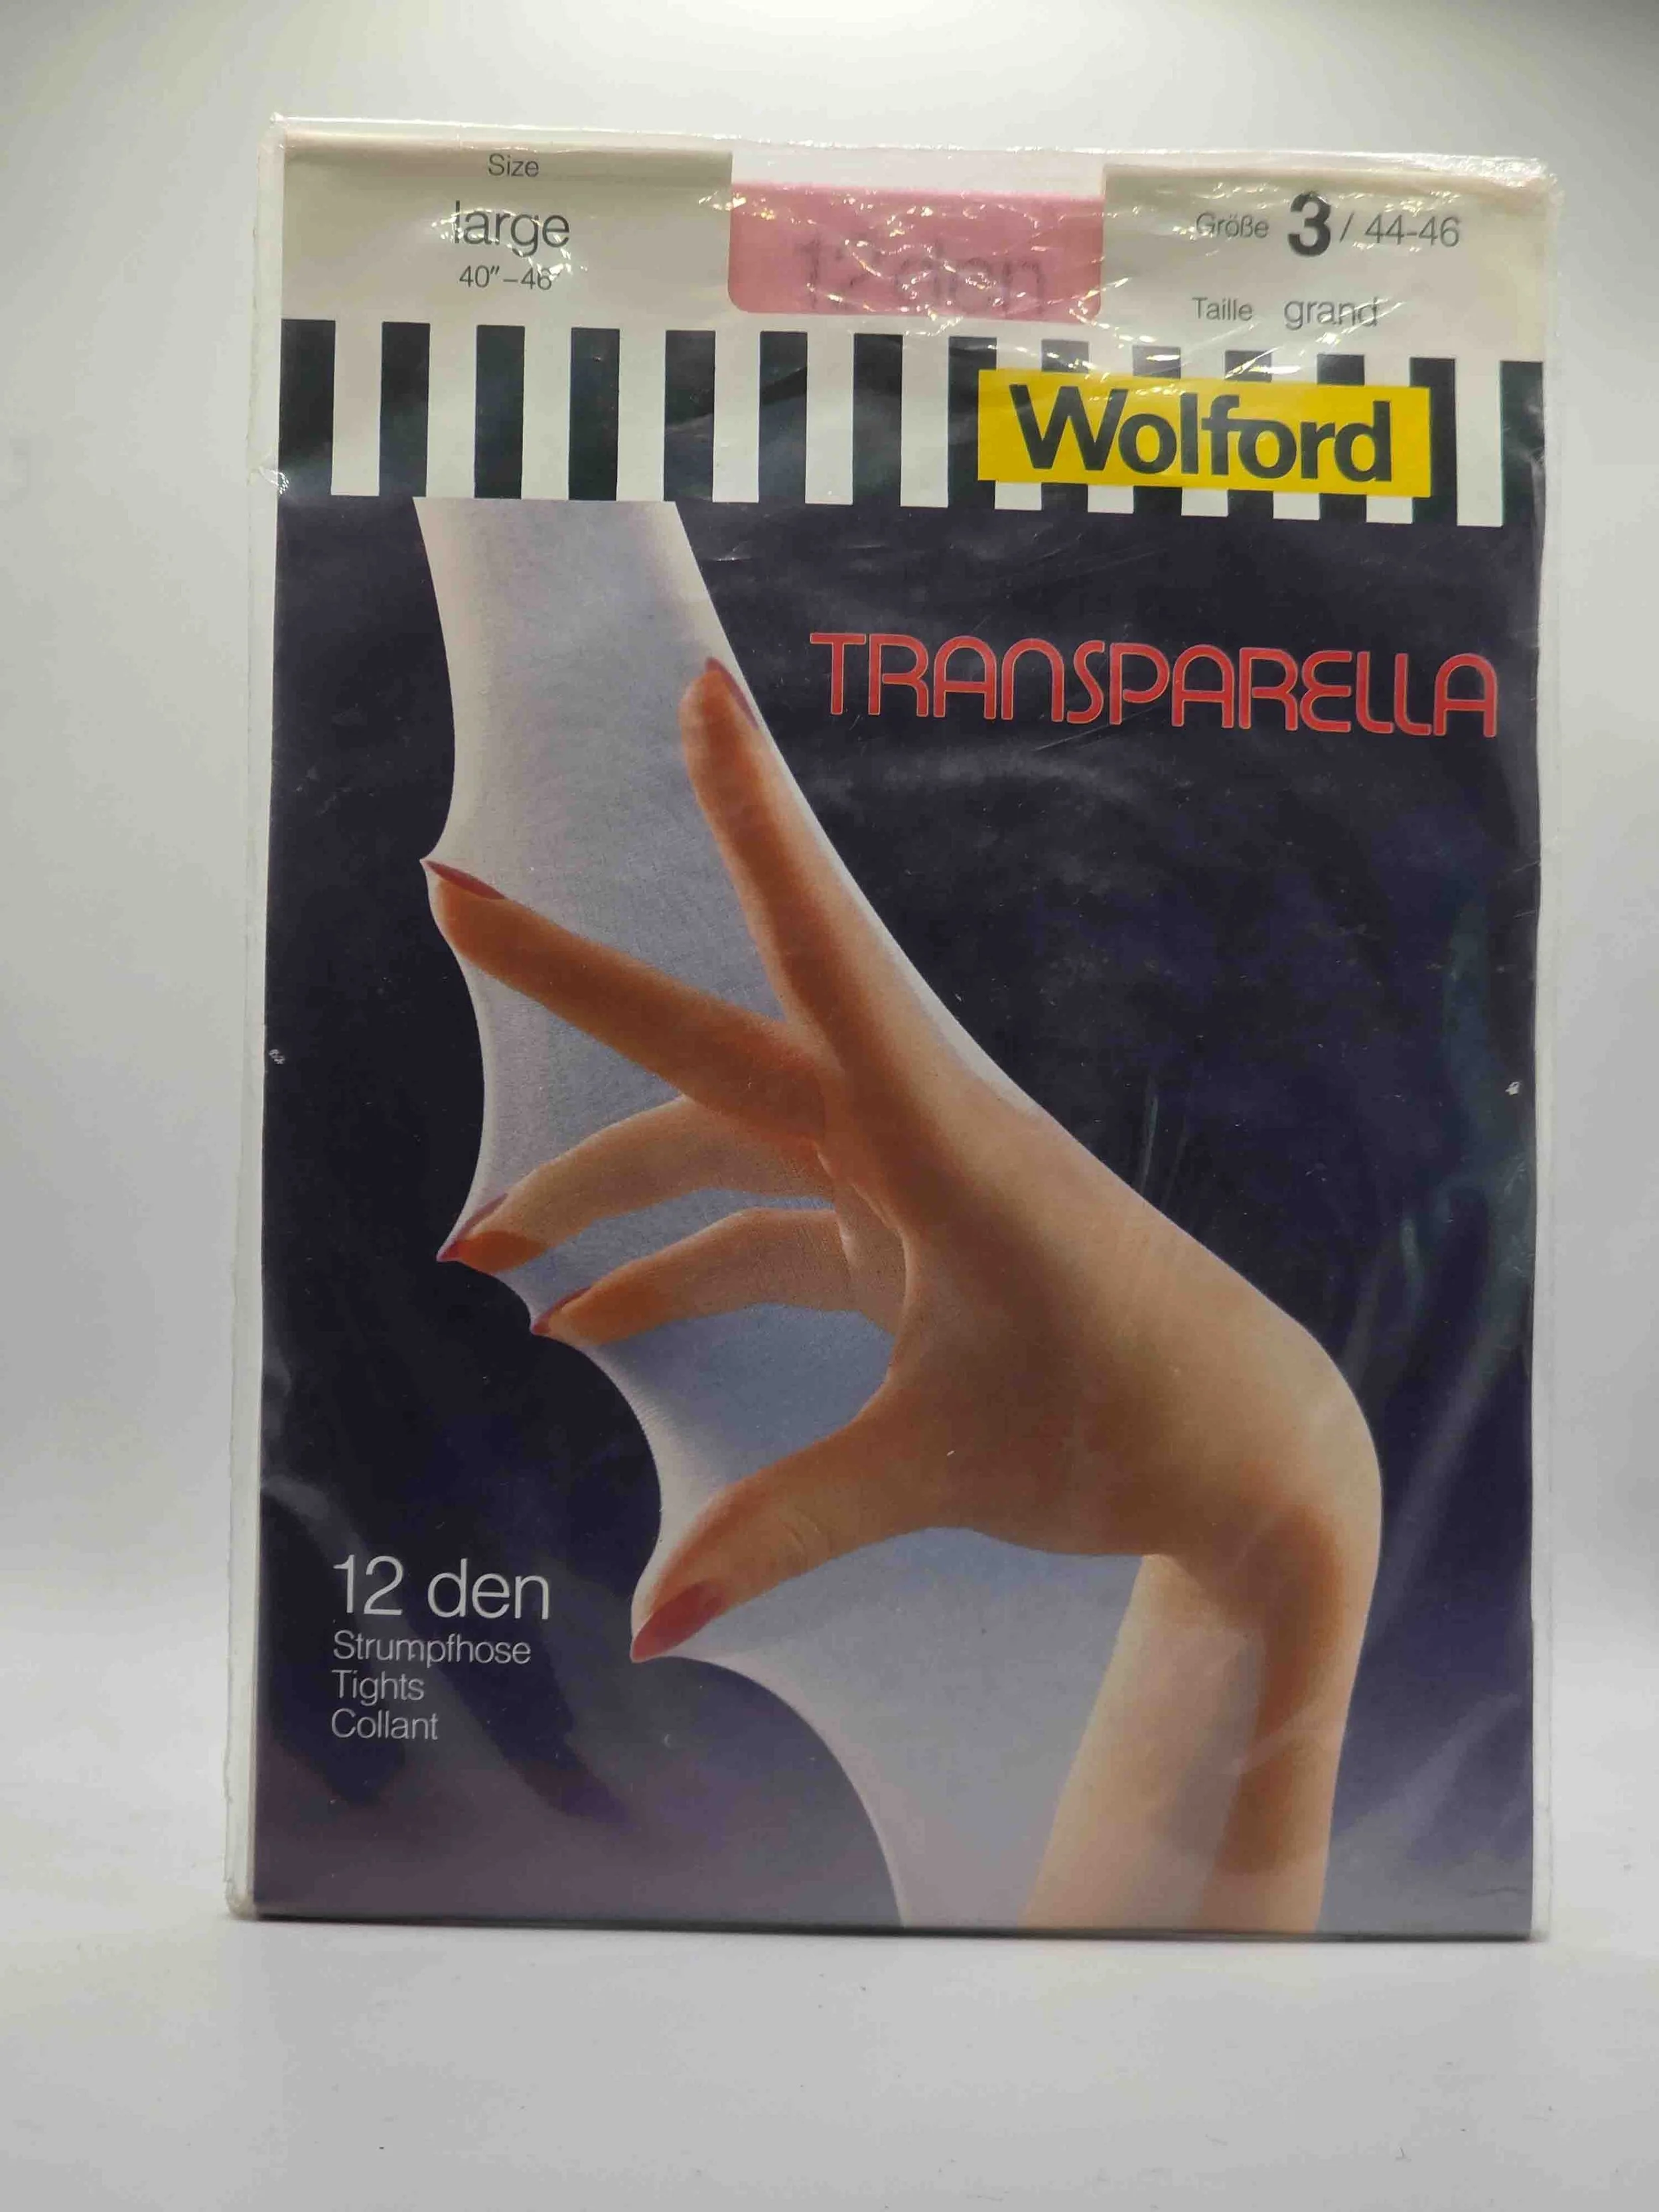 Size
large
40”–46”
12 den
Größe 3 / 44-46
Taille grand
Wolford
TRANSPARELLA
12 den
Strumpfhose
Tights
Collant